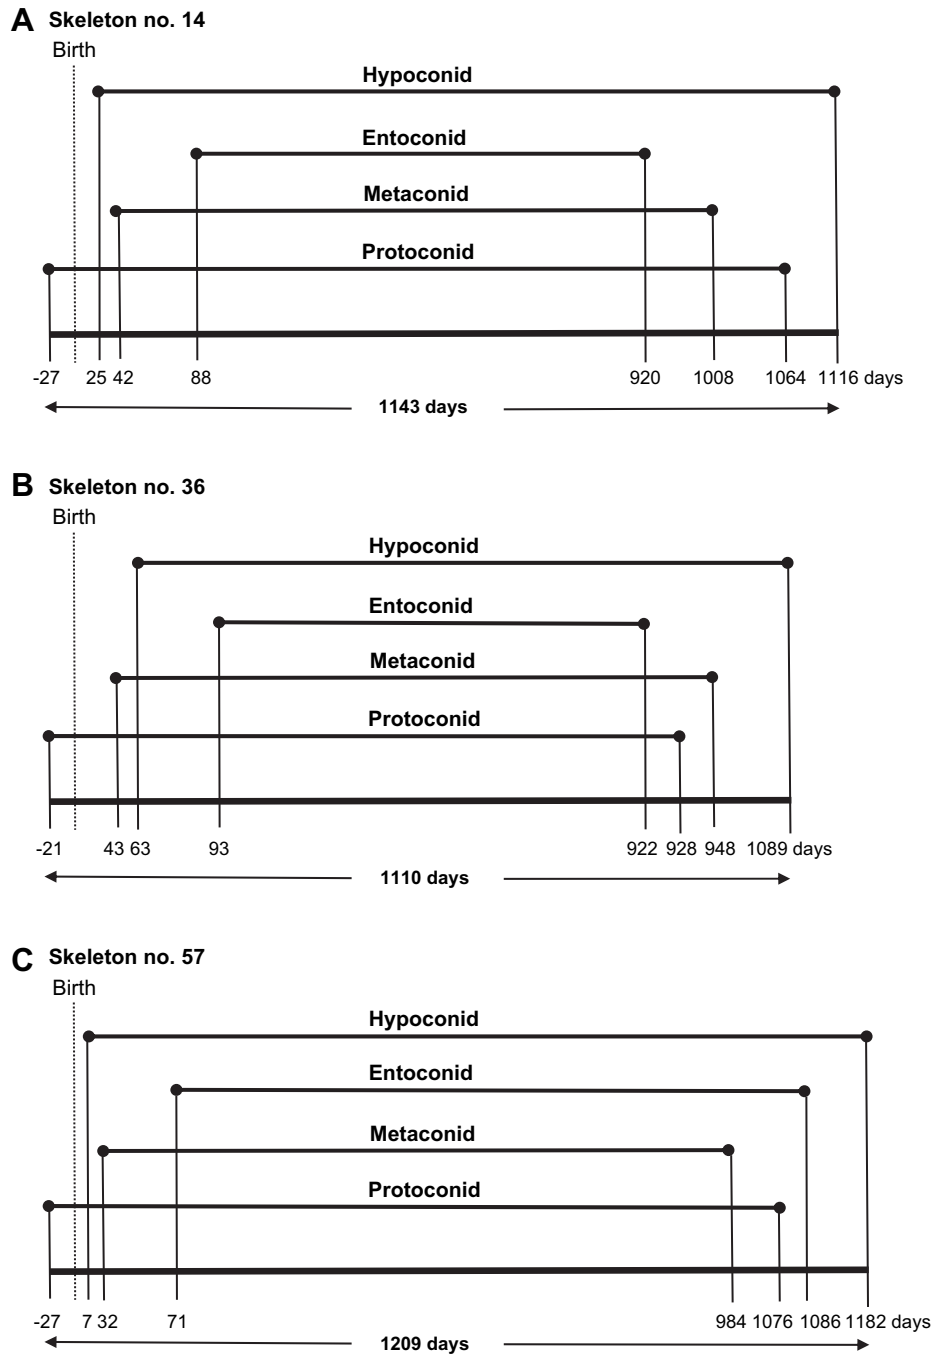 A Skeleton no. 14
Birth
Hypoconid
Entoconid
Metaconid
Protoconid
-27 25 42 88 920 1008 1064 1116 days
1143 days
B Skeleton no. 36
Birth
Hypoconid
Entoconid
Metaconid
Protoconid
-21 43 63 93 922 928 948 1089 days
1110 days
C Skeleton no. 57
Birth
Hypoconid
Entoconid
Metaconid
Protoconid
-27 7 32 71 984 1076 1086 1182 days
1209 days